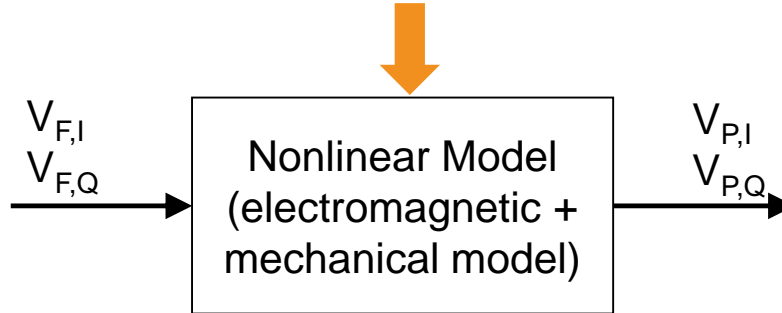 V_F,I
V_F,Q
Nonlinear Model
(electromagnetic +
mechanical model)
V_P,I
V_P,Q